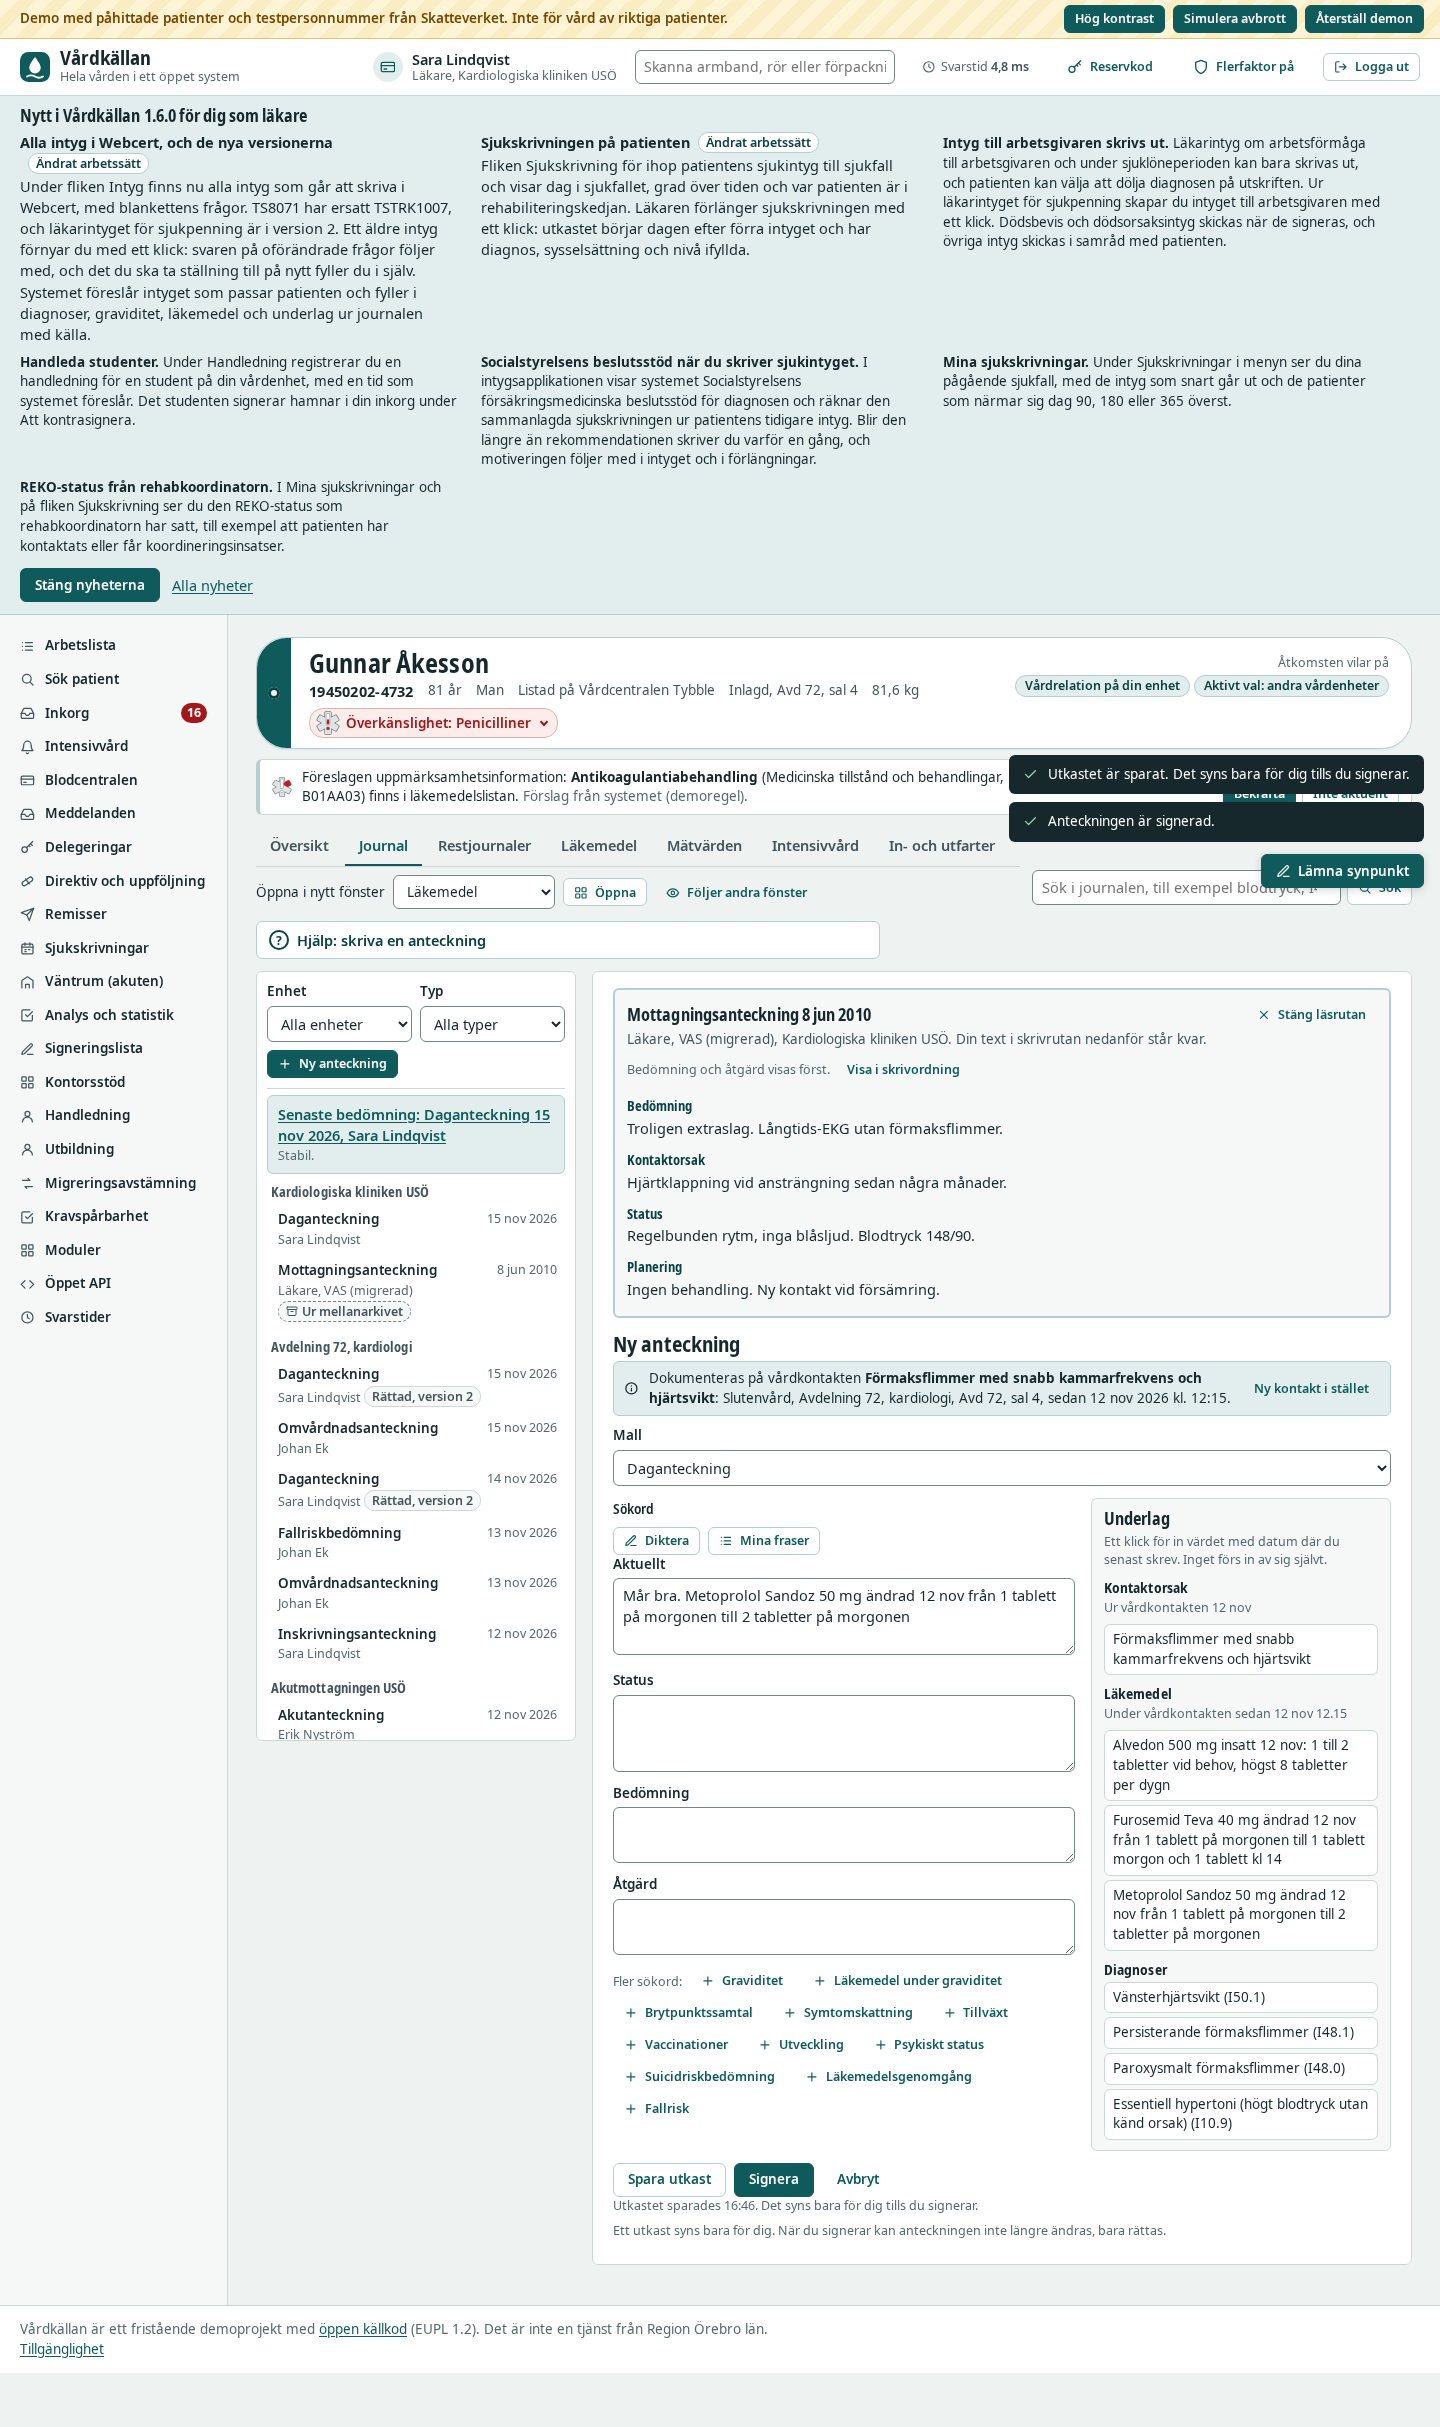 Demo med påhittade patienter och testpersonnummer från Skatteverket. Inte för vård av riktiga patienter.
Hög kontrast
Simulera avbrott
Återställ demon
Vårdkällan
Hela vården i ett öppet system
Sara Lindqvist
Läkare, Kardiologiska kliniken USÖ
Skanna armband, rör eller förpackni
Svarstid 4,8 ms
Reservkod
Flerfaktor på
Logga ut
Nytt i Vårdkällan 1.6.0 för dig som läkare
Alla intyg i Webcert, och de nya versionerna
Ändrat arbetssätt
Under fliken Intyg finns nu alla intyg som går att skriva i
Webcert, med blankettens frågor. TS8071 har ersatt TSTRK1007,
och läkarintyget för sjukpenning är i version 2. Ett äldre intyg
förnyar du med ett klick: svaren på oförändrade frågor följer
med, och det du ska ta ställning till på nytt fyller du i själv.
Systemet föreslår intyget som passar patienten och fyller i
diagnoser, graviditet, läkemedel och underlag ur journalen
med källa.
Sjukskrivningen på patienten Ändrat arbetssätt
Fliken Sjukskrivning för ihop patientens sjukintyg till sjukfall
och visar dag i sjukfallet, grad över tiden och var patienten är i
rehabiliteringskedjan. Läkaren förlänger sjukskrivningen med
ett klick: utkastet börjar dagen efter förra intyget och har
diagnos, sysselsättning och nivå ifyllda.
Intyg till arbetsgivaren skrivs ut. Läkarintyg om arbetsförmåga
till arbetsgivaren och under sjuklöneperioden kan bara skrivas ut,
och patienten kan välja att dölja diagnosen på utskriften. Ur
läkarintyget för sjukpenning skapar du intyget till arbetsgivaren med
ett klick. Dödsbevis och dödsorsaksintyg skickas när de signeras, och
övriga intyg skickas i samråd med patienten.
Handleda studenter. Under Handledning registrerar du en
handledning för en student på din vårdenhet, med en tid som
systemet föreslår. Det studenten signerar hamnar i din inkorg under
Att kontrasignera.
Socialstyrelsens beslutsstöd när du skriver sjukintyget. I
intygsapplikationen visar systemet Socialstyrelsens
försäkringsmedicinska beslutsstöd för diagnosen och räknar den
sammanlagda sjukskrivningen ur patientens tidigare intyg. Blir den
längre än rekommendationen skriver du varför en gång, och
motiveringen följer med i intyget och i förlängningar.
Mina sjukskrivningar. Under Sjukskrivningar i menyn ser du dina
pågående sjukfall, med de intyg som snart går ut och de patienter
som närmar sig dag 90, 180 eller 365 överst.
REKO-status från rehabkoordinatorn. I Mina sjukskrivningar och
på fliken Sjukskrivning ser du den REKO-status som
rehabkoordinatorn har satt, till exempel att patienten har
kontaktats eller får koordineringsinsatser.
Stäng nyheterna
Alla nyheter
Arbetslista
Sök patient
Inkorg 16
Intensivvård
Blodcentralen
Meddelanden
Delegeringar
Direktiv och uppföljning
Remisser
Sjukskrivningar
Väntrum (akuten)
Analys och statistik
Signeringslista
Kontorsstöd
Handledning
Utbildning
Migreringsavstämning
Kravspårbarhet
Moduler
Öppet API
Svarstider
Gunnar Åkesson
19450202-4732 81 år Man Listad på Vårdcentralen Tybble Inlagd, Avd 72, sal 4 81,6 kg
Överkänslighet: Penicilliner
Åtkomsten vilar på
Vårdrelation på din enhet
Aktivt val: andra vårdenheter
Föreslagen uppmärksamhetsinformation: Antikoagulantiabehandling (Medicinska tillstånd och behandlingar,
B01AA03) finns i läkemedelslistan. Förslag från systemet (demoregel).
Bekräfta
Inte aktuellt
Utkastet är sparat. Det syns bara för dig tills du signerar.
Anteckningen är signerad.
Lämna synpunkt
Översikt
Journal
Restjournaler
Läkemedel
Mätvärden
Intensivvård
In- och utfarter
Öppna i nytt fönster
Läkemedel
Öppna
Följer andra fönster
Sök i journalen, till exempel blodtryck, I
Sök
Hjälp: skriva en anteckning
Enhet
Typ
Alla enheter
Alla typer
Ny anteckning
Senaste bedömning: Daganteckning 15
nov 2026, Sara Lindqvist
Stabil.
Kardiologiska kliniken USÖ
Daganteckning 15 nov 2026
Sara Lindqvist
Mottagningsanteckning 8 jun 2010
Läkare, VAS (migrerad)
Ur mellanarkivet
Avdelning 72, kardiologi
Daganteckning 15 nov 2026
Sara Lindqvist Rättad, version 2
Omvårdnadsanteckning 15 nov 2026
Johan Ek
Daganteckning 14 nov 2026
Sara Lindqvist Rättad, version 2
Fallriskbedömning 13 nov 2026
Johan Ek
Omvårdnadsanteckning 13 nov 2026
Johan Ek
Inskrivningsanteckning 12 nov 2026
Sara Lindqvist
Akutmottagningen USÖ
Akutanteckning 12 nov 2026
Erik Nyström
Mottagningsanteckning 8 jun 2010
Stäng läsrutan
Läkare, VAS (migrerad), Kardiologiska kliniken USÖ. Din text i skrivrutan nedanför står kvar.
Bedömning och åtgärd visas först. Visa i skrivordning
Bedömning
Troligen extraslag. Långtids-EKG utan förmaksflimmer.
Kontaktorsak
Hjärtklappning vid ansträngning sedan några månader.
Status
Regelbunden rytm, inga blåsljud. Blodtryck 148/90.
Planering
Ingen behandling. Ny kontakt vid försämring.
Ny anteckning
Dokumenteras på vårdkontakten Förmaksflimmer med snabb kammarfrekvens och
hjärtsvikt: Slutenvård, Avdelning 72, kardiologi, Avd 72, sal 4, sedan 12 nov 2026 kl. 12:15.
Ny kontakt i stället
Mall
Daganteckning
Sökord
Diktera
Mina fraser
Aktuellt
Mår bra. Metoprolol Sandoz 50 mg ändrad 12 nov från 1 tablett
på morgonen till 2 tabletter på morgonen
Status
Bedömning
Åtgärd
Fler sökord: Graviditet Läkemedel under graviditet
Brytpunktssamtal Symtomskattning Tillväxt
Vaccinationer Utveckling Psykiskt status
Suicidriskbedömning Läkemedelsgenomgång
Fallrisk
Underlag
Ett klick för in värdet med datum där du
senast skrev. Inget förs in av sig självt.
Kontaktorsak
Ur vårdkontakten 12 nov
Förmaksflimmer med snabb
kammarfrekvens och hjärtsvikt
Läkemedel
Under vårdkontakten sedan 12 nov 12.15
Alvedon 500 mg insatt 12 nov: 1 till 2
tabletter vid behov, högst 8 tabletter
per dygn
Furosemid Teva 40 mg ändrad 12 nov
från 1 tablett på morgonen till 1 tablett
morgon och 1 tablett kl 14
Metoprolol Sandoz 50 mg ändrad 12
nov från 1 tablett på morgonen till 2
tabletter på morgonen
Diagnoser
Vänsterhjärtsvikt (I50.1)
Persisterande förmaksflimmer (I48.1)
Paroxysmalt förmaksflimmer (I48.0)
Essentiell hypertoni (högt blodtryck utan
känd orsak) (I10.9)
Spara utkast
Signera
Avbryt
Utkastet sparades 16:46. Det syns bara för dig tills du signerar.
Ett utkast syns bara för dig. När du signerar kan anteckningen inte längre ändras, bara rättas.
Vårdkällan är ett fristående demoprojekt med öppen källkod (EUPL 1.2). Det är inte en tjänst från Region Örebro län.
Tillgänglighet